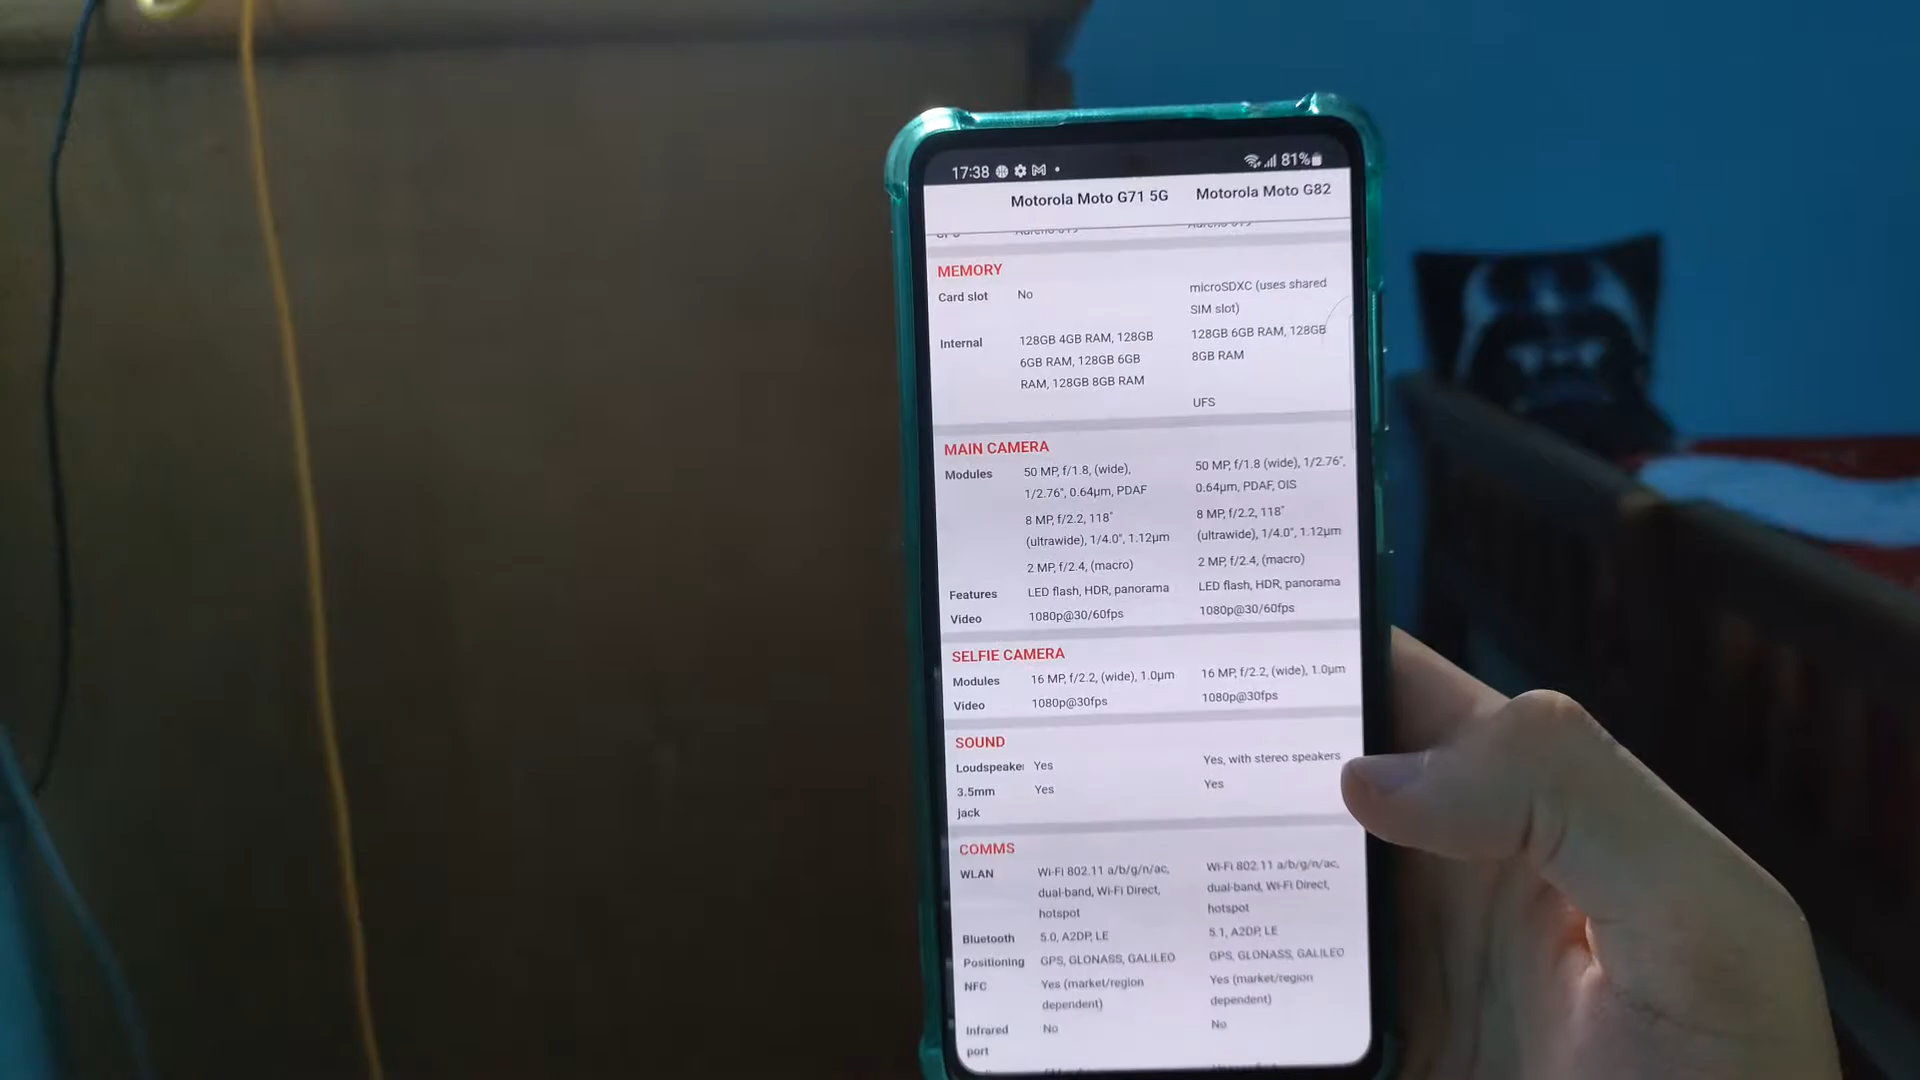 17:38 81%
Motorola Moto G71 5G Motorola Moto G82
MEMORY
Card slot No microSDXC (uses shared
SIM slot)
Internal 128GB 4GB RAM, 128GB 128GB 6GB RAM, 128GB
6GB RAM, 128GB 6GB 8GB RAM
RAM, 128GB 8GB RAM
UFS
MAIN CAMERA
Modules 50 MP, f/1.8, (wide), 50 MP, f/1.8 (wide), 1/2.76",
1/2.76", 0.64µm, PDAF 0.64µm, PDAF, OIS
8 MP, f/2.2, 118° 8 MP, f/2.2, 118°
(ultrawide), 1/4.0", 1.12µm (ultrawide), 1/4.0", 1.12µm
2 MP, f/2.4, (macro) 2 MP, f/2.4, (macro)
Features LED flash, HDR, panorama LED flash, HDR, panorama
Video 1080p@30/60fps 1080p@30/60fps
SELFIE CAMERA
Modules 16 MP, f/2.2, (wide), 1.0µm 16 MP, f/2.2, (wide), 1.0µm
Video 1080p@30fps 1080p@30fps
SOUND
Loudspeaker Yes Yes, with stereo speakers
3.5mm Yes Yes
jack
COMMS
WLAN Wi-Fi 802.11 a/b/g/n/ac, Wi-Fi 802.11 a/b/g/n/ac,
dual-band, Wi-Fi Direct, dual-band, Wi-Fi Direct,
hotspot hotspot
Bluetooth 5.0, A2DP, LE 5.1, A2DP, LE
Positioning GPS, GLONASS, GALILEO GPS, GLONASS, GALILEO
NFC Yes (market/region Yes (market/region
dependent) dependent)
Infrared No No
port